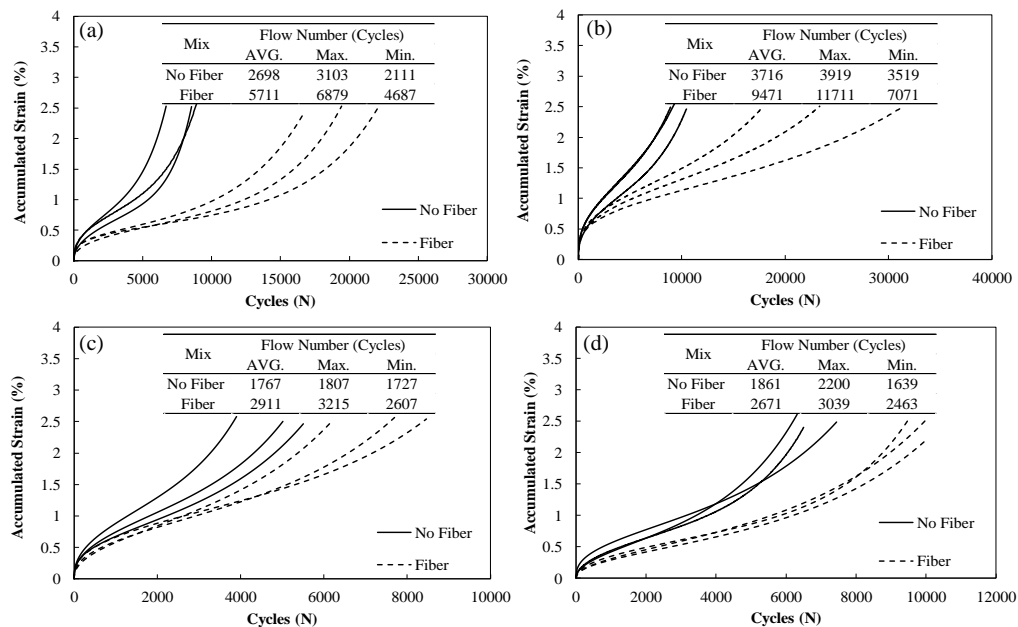 (a)
Mix
Flow Number (Cycles)
AVG. Max. Min.
No Fiber 2698 3103 2111
Fiber 5711 6879 4687
Accumulated Strain (%)
4
3.5
3
2.5
2
1.5
1
0.5
0
No Fiber
Fiber
0 5000 10000 15000 20000 25000 30000
Cycles (N)
(b)
Mix
Flow Number (Cycles)
AVG. Max. Min.
No Fiber 3716 3919 3519
Fiber 9471 11711 7071
Accumulated Strain (%)
4
3.5
3
2.5
2
1.5
1
0.5
0
No Fiber
Fiber
0 10000 20000 30000 40000
Cycles (N)
(c)
Mix
Flow Number (Cycles)
AVG. Max. Min.
No Fiber 1767 1807 1727
Fiber 2911 3215 2607
Accumulated Strain (%)
4
3.5
3
2.5
2
1.5
1
0.5
0
No Fiber
Fiber
0 2000 4000 6000 8000 10000
Cycles (N)
(d)
Mix
Flow Number (Cycles)
AVG. Max. Min.
No Fiber 1861 2200 1639
Fiber 2671 3039 2463
Accumulated Strain (%)
4
3.5
3
2.5
2
1.5
1
0.5
0
No Fiber
Fiber
0 2000 4000 6000 8000 10000 12000
Cycles (N)